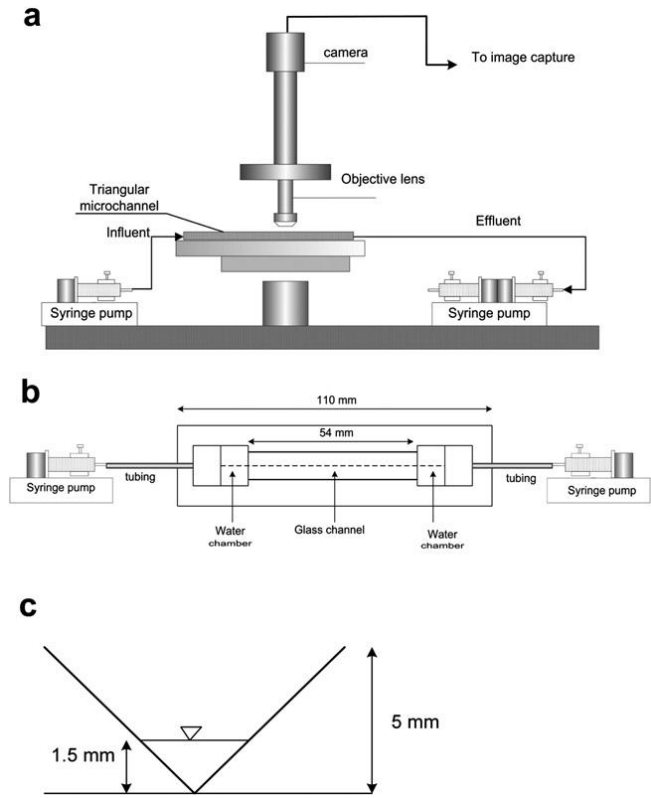 a
camera
To image capture
Objective lens
Triangular
microchannel
Influent
Effluent
Syringe pump
Syringe pump
b
110 mm
54 mm
Syringe pump
tubing
tubing
Syringe pump
Water
chamber
Glass channel
Water
chamber
c
1.5 mm
5 mm